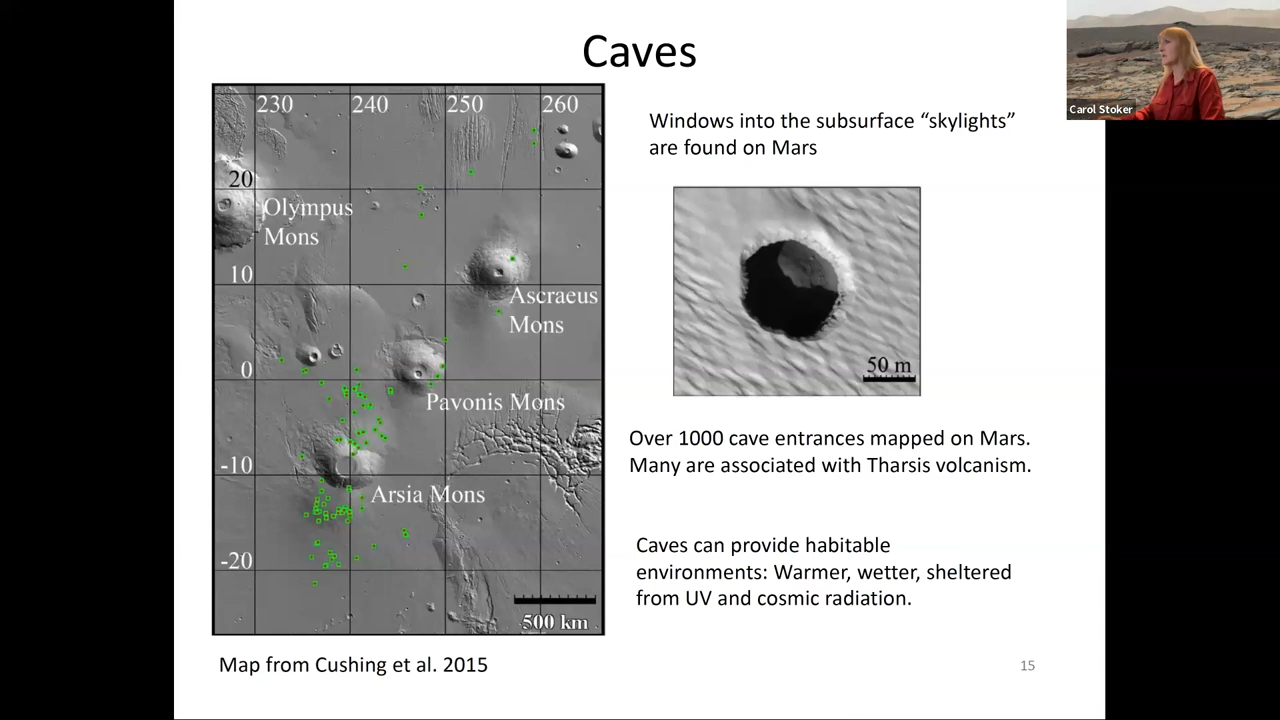 Caves
230 240 250 260
20
Olympus
Mons
10
Ascraeus
Mons
0
Pavonis Mons
-10
Arsia Mons
-20
500 km
Map from Cushing et al. 2015
Windows into the subsurface “skylights”
are found on Mars
50 m
Over 1000 cave entrances mapped on Mars.
Many are associated with Tharsis volcanism.
Caves can provide habitable
environments: Warmer, wetter, sheltered
from UV and cosmic radiation.
15
Carol Stoker